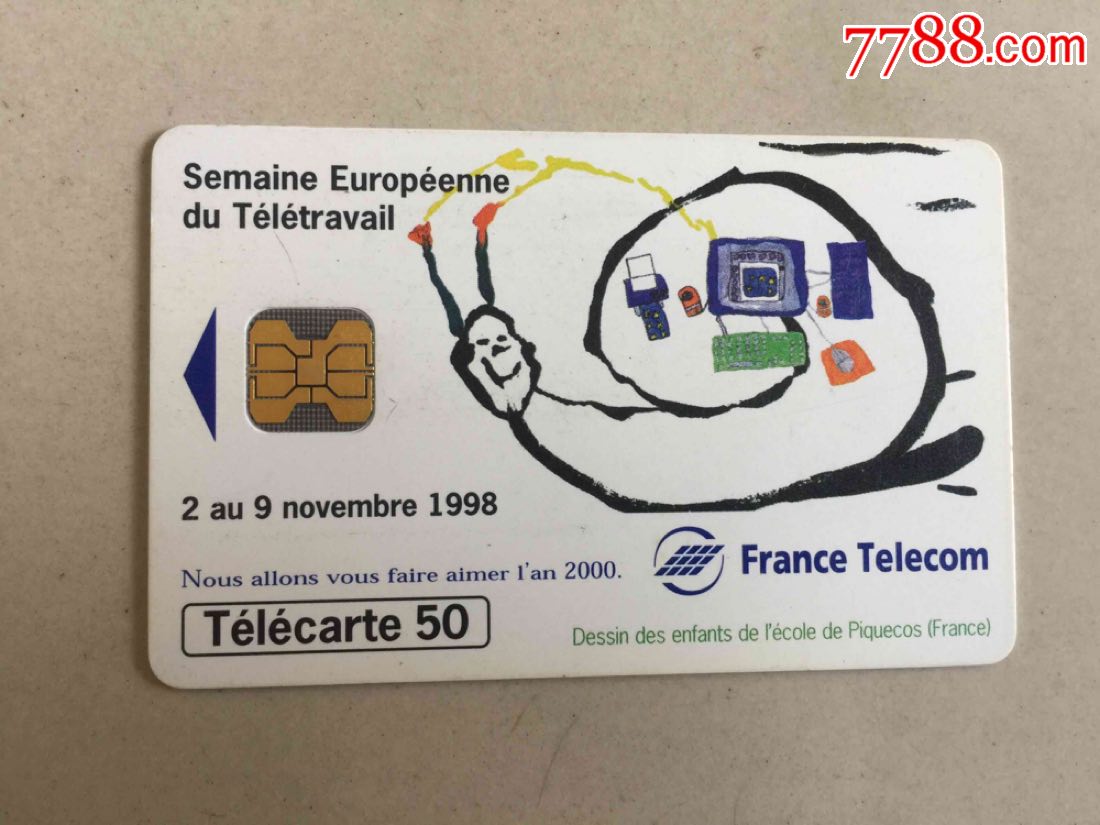 7788.com
Semaine Européenne
du Télétravail
2 au 9 novembre 1998
Nous allons vous faire aimer l'an 2000.
France Telecom
Télécarte 50
Dessin des enfants de l'école de Piquecos (France)